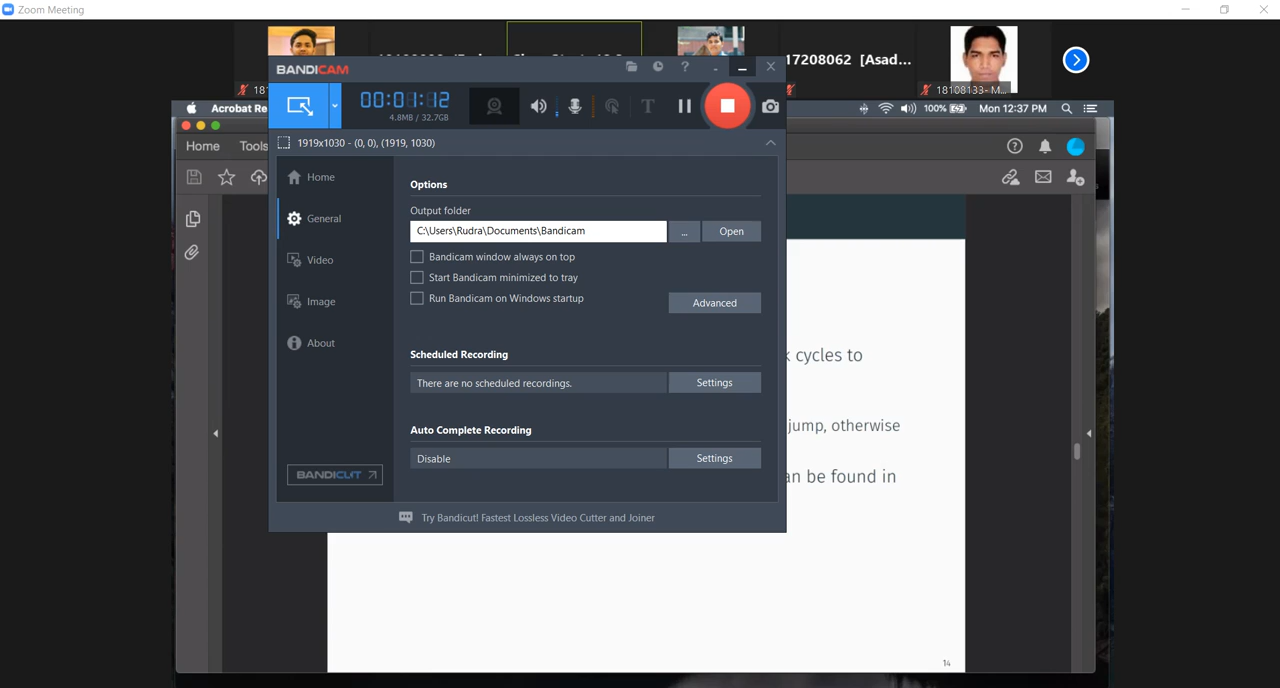 Zoom Meeting
17208062 [Asad...
18108133- M...
BANDICAM
Acrobat Re
00:01:12
4.8MB / 32.7GB
T
100%
Mon 12:37 PM
1919x1030 - (0, 0), (1919, 1030)
Home
Tools
Home
General
Video
Image
About
BANDICUT
Options
Output folder
C:\Users\Rudra\Documents\Bandicam
...
Open
Bandicam window always on top
Start Bandicam minimized to tray
Run Bandicam on Windows startup
Advanced
Scheduled Recording
There are no scheduled recordings.
Settings
Auto Complete Recording
Disable
Settings
Try Bandicut! Fastest Lossless Video Cutter and Joiner
cycles to
jump, otherwise
an be found in
14